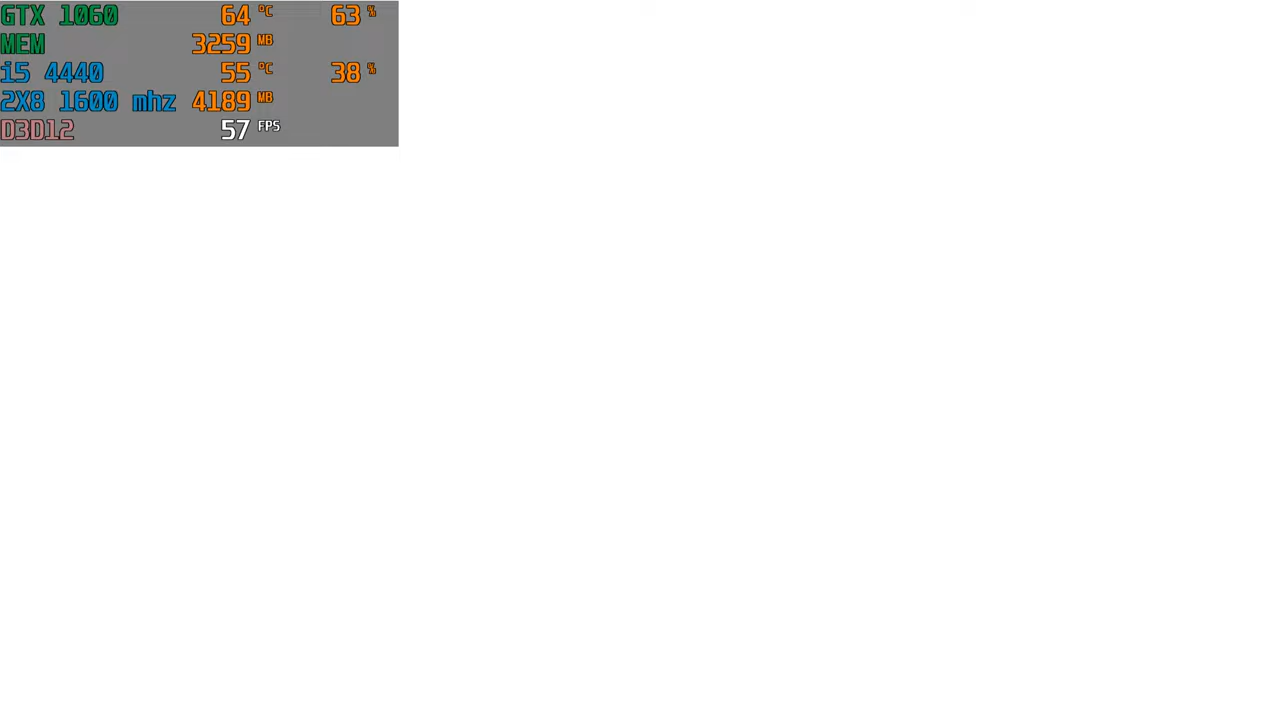 GTX 1060 64 °C 63 %
MEM 3259 MB
i5 4440 55 °C 38 %
2X8 1600 mhz 4189 MB
D3D12 57 FPS